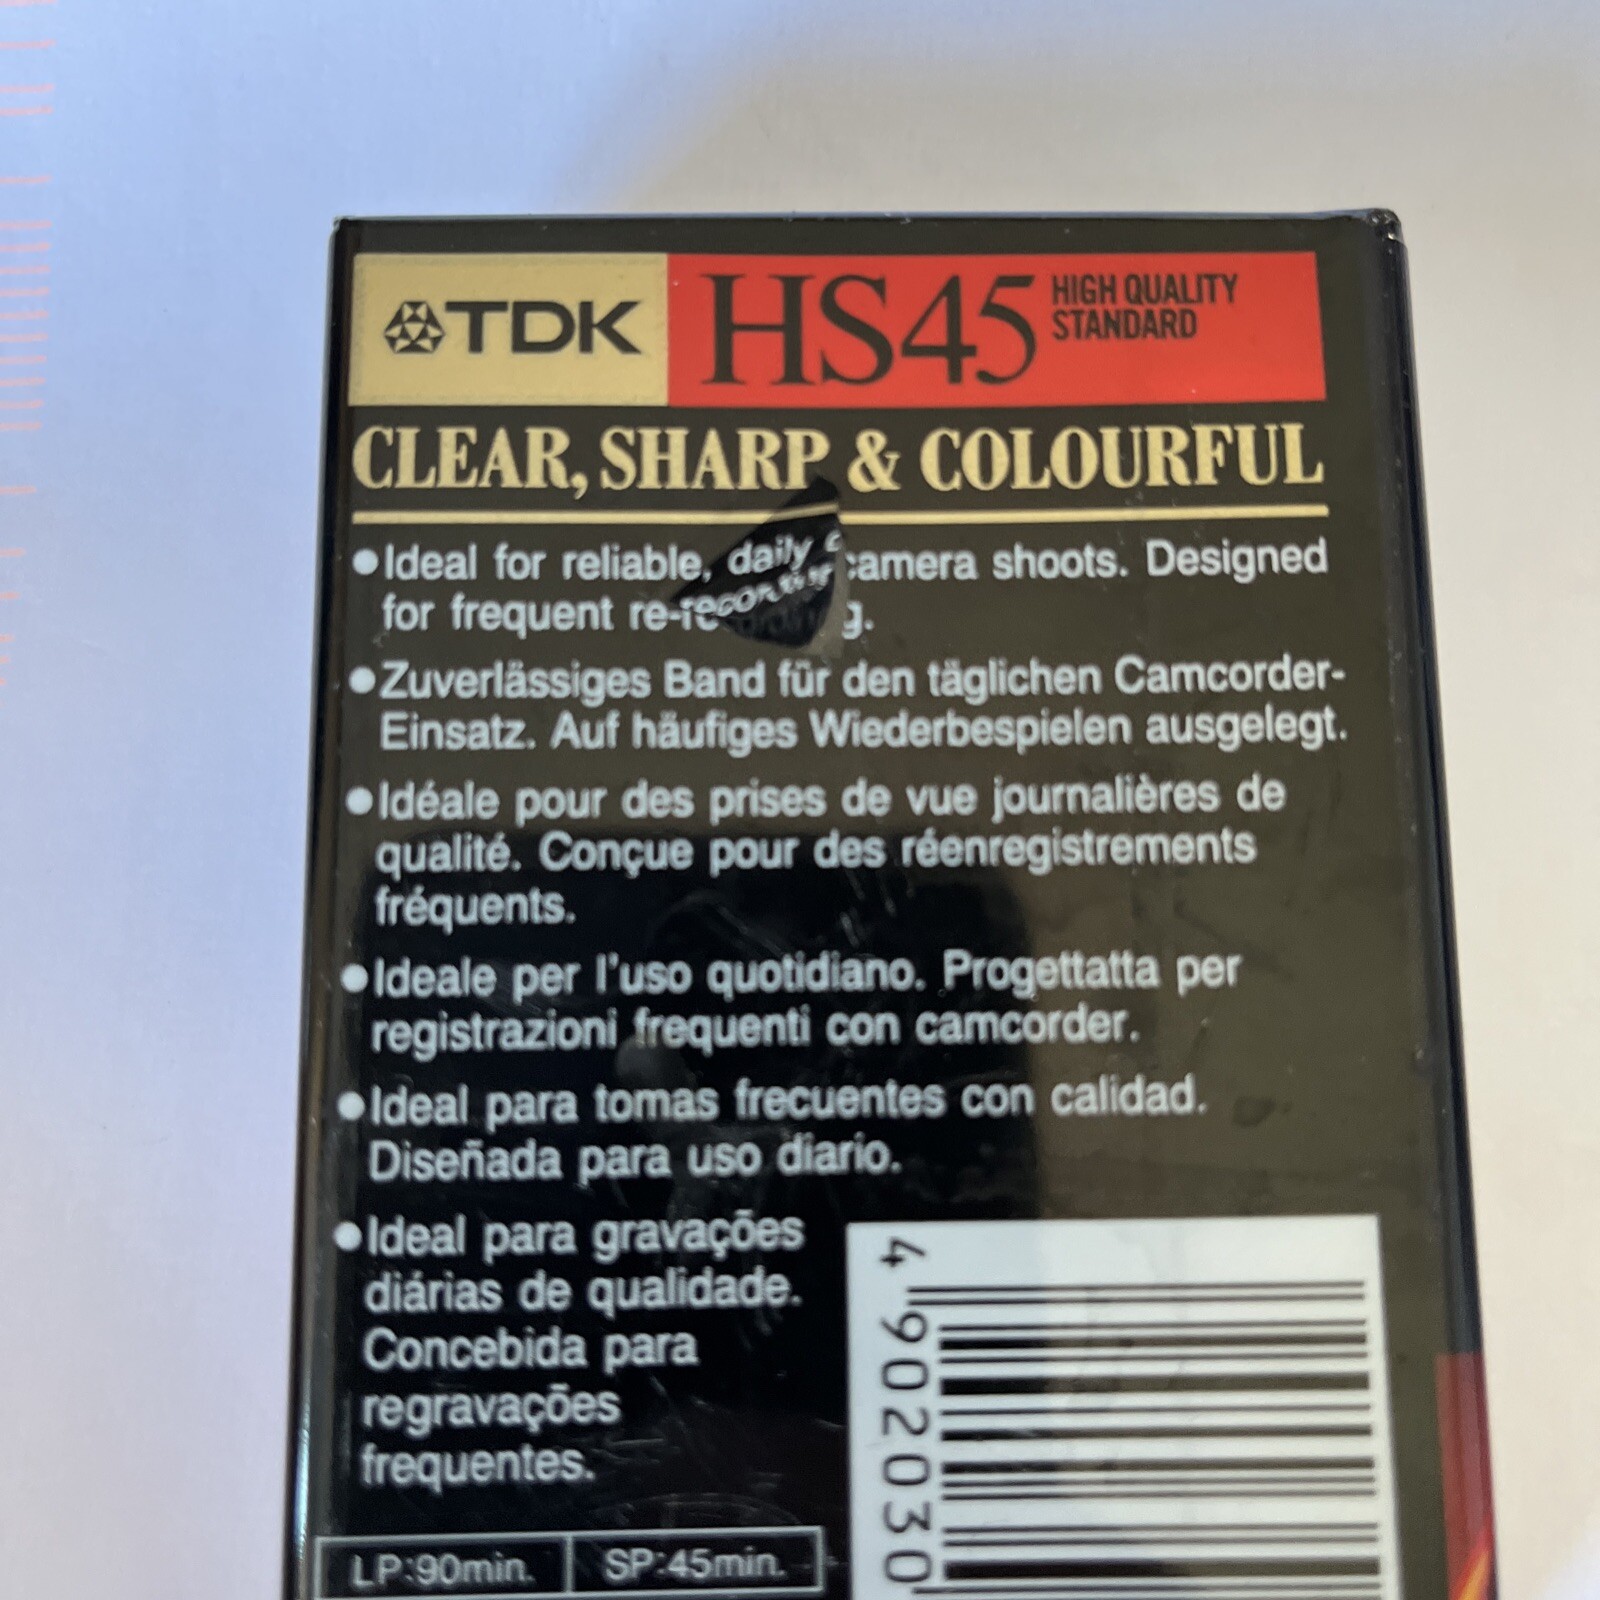 TDK HS45 HIGH QUALITY
STANDARD
CLEAR, SHARP & COLOURFUL
●Ideal for reliable, daily camera shoots. Designed
for frequent re-recording.
●Zuverlässiges Band für den täglichen Camcorder-
Einsatz. Auf häufiges Wiederbespielen ausgelegt.
●Idéale pour des prises de vue journalières de
qualité. Conçue pour des réenregistrements
fréquents.
●Ideale per l'uso quotidiano. Progettatta per
registrazioni frequenti con camcorder.
●Ideal para tomas frecuentes con calidad.
Diseñada para uso diario.
●Ideal para gravações
diárias de qualidade.
Concebida para
regravações
frequentes.
LP:90min. SP:45min.
4 902030